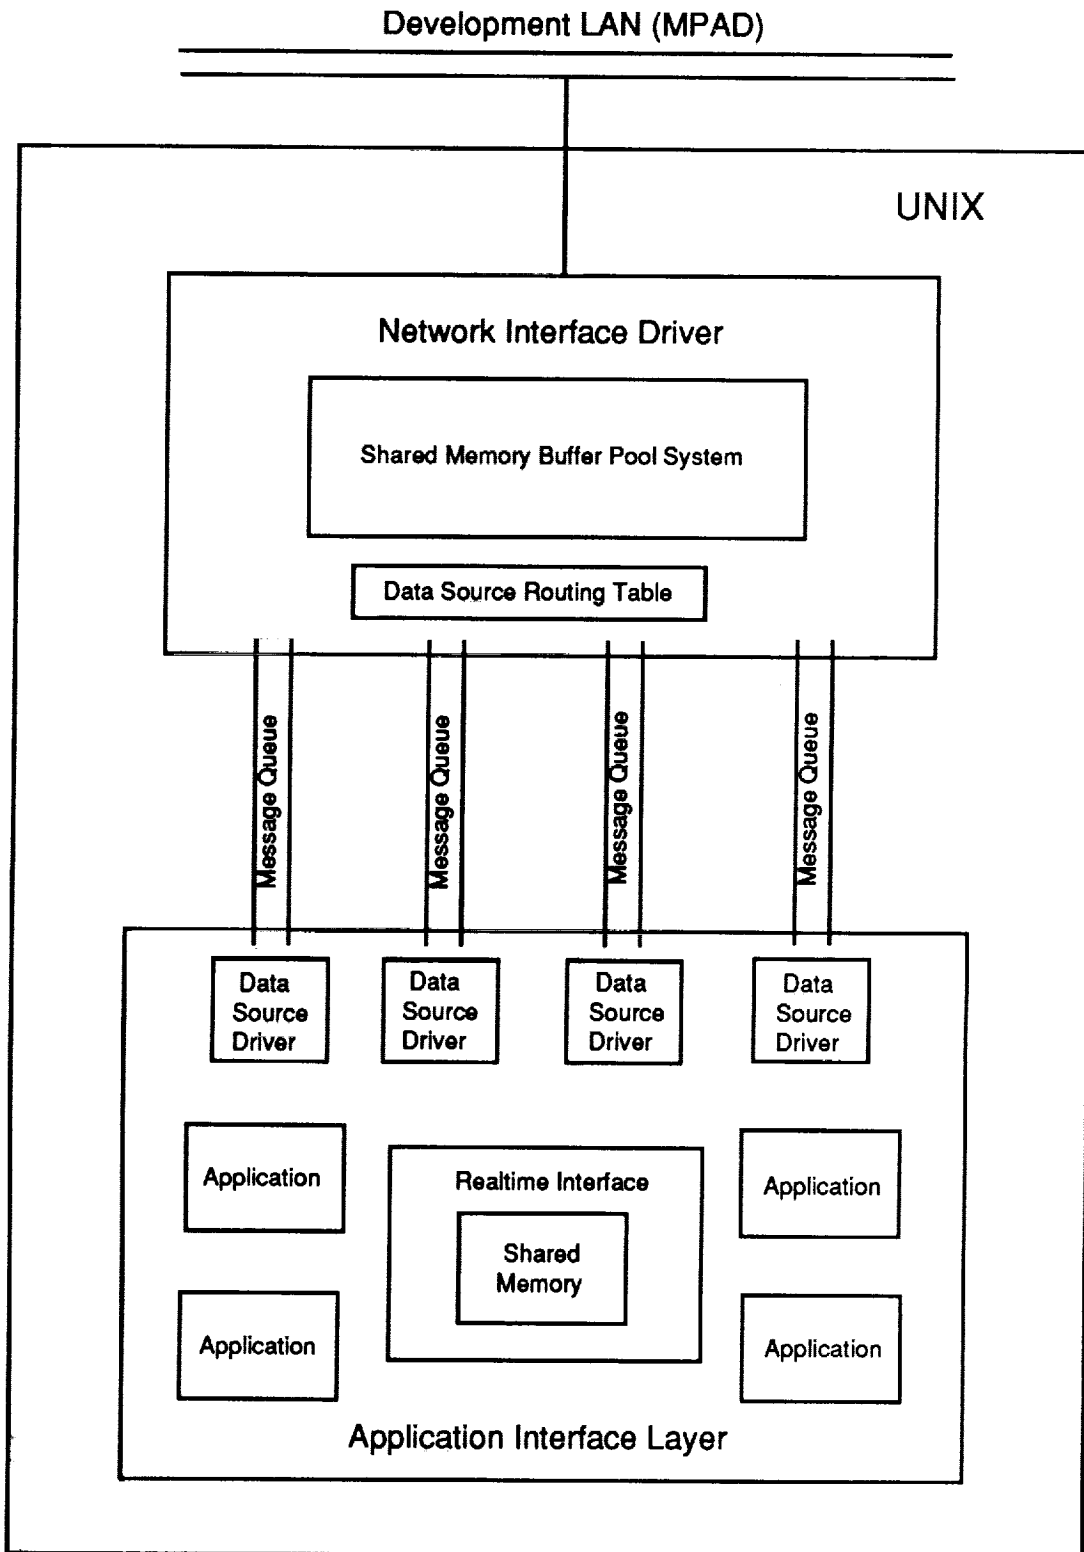 Development LAN (MPAD)
UNIX
Network Interface Driver
Shared Memory Buffer Pool System
Data Source Routing Table
Message Queue
Message Queue
Message Queue
Message Queue
Data
Source
Driver
Data
Source
Driver
Data
Source
Driver
Data
Source
Driver
Application
Realtime Interface
Application
Shared
Memory
Application
Application
Application Interface Layer